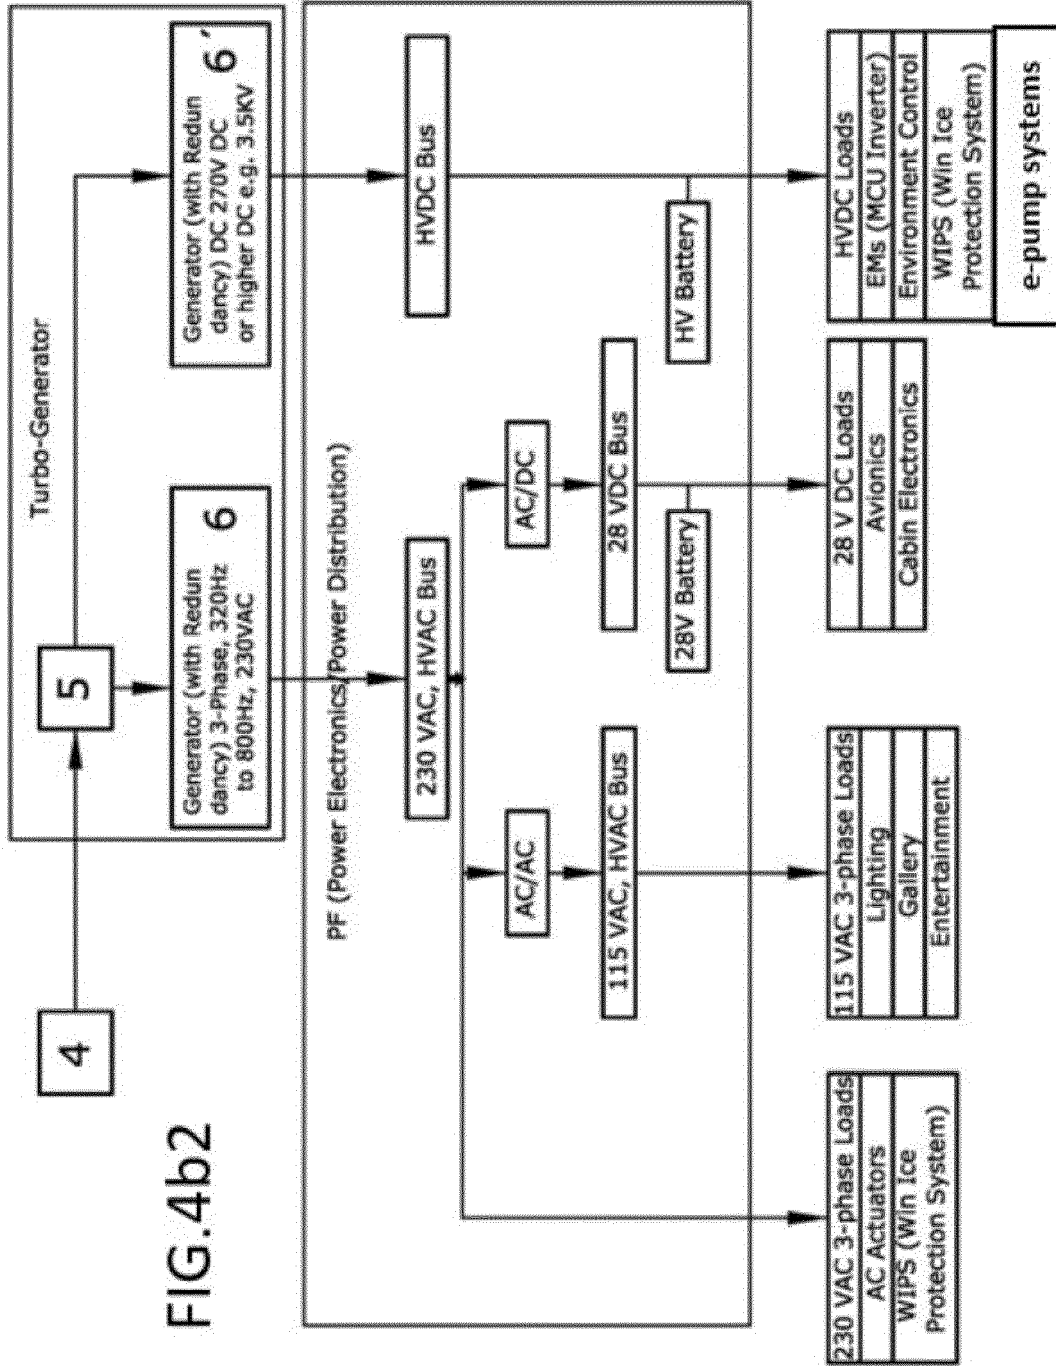 FIG.4b2
4
5
Turbo-Generator
Generator (with Redun
dancy) 3-Phase, 320Hz
to 800Hz, 230VAC
6
Generator (with Redun
dancy) DC 270V DC
or higher DC e.g. 3.5KV
6´
PF (Power Electronics/Power Distribution)
230 VAC, HVAC Bus
HVDC Bus
AC/AC
AC/DC
115 VAC, HVAC Bus
28 VDC Bus
28V Battery
HV Battery
230 VAC 3-phase Loads
AC Actuators
WIPS (Win Ice
Protection System)
115 VAC 3-phase Loads
Lighting
Gallery
Entertainment
28 V DC Loads
Avionics
Cabin Electronics
HVDC Loads
EMs (MCU Inverter)
Environment Control
WIPS (Win Ice
Protection System)
e-pump systems